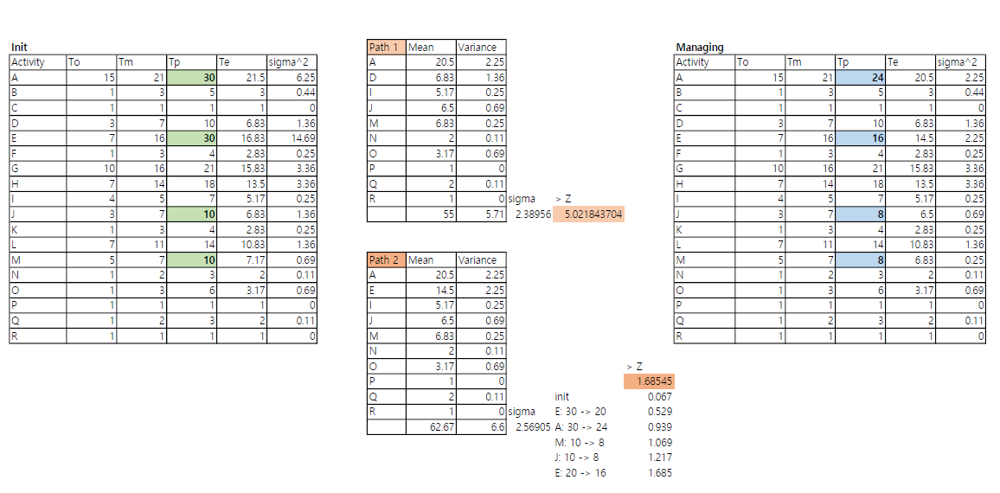 Init
Activity To Tm Tp Te sigma^2
A 15 21 30 21.5 6.25
B 1 3 5 3 0.44
C 1 1 1 1 0
D 3 7 10 6.83 1.36
E 7 16 30 16.83 14.69
F 1 3 4 2.83 0.25
G 10 16 21 15.83 3.36
H 7 14 18 13.5 3.36
I 4 5 7 5.17 0.25
J 3 7 10 6.83 1.36
K 1 3 4 2.83 0.25
L 7 11 14 10.83 1.36
M 5 7 10 7.17 0.69
N 1 2 3 2 0.11
O 1 3 6 3.17 0.69
P 1 1 1 1 0
Q 1 2 3 2 0.11
R 1 1 1 1 0
Path 1 Mean Variance
A 20.5 2.25
D 6.83 1.36
I 5.17 0.25
J 6.5 0.69
M 6.83 0.25
N 2 0.11
O 3.17 0.69
P 1 0
Q 2 0.11
R 1 0 sigma > Z
55 5.71 2.38956 5.021843704
Path 2 Mean Variance
A 20.5 2.25
E 14.5 2.25
I 5.17 0.25
J 6.5 0.69
M 6.83 0.25
N 2 0.11
O 3.17 0.69 > Z
P 1 0 1.68545
Q 2 0.11 init 0.067
R 1 0 sigma E: 30 -> 20 0.529
62.67 6.6 2.56905 A: 30 -> 24 0.939
M: 10 -> 8 1.069
J: 10 -> 8 1.217
E: 20 -> 16 1.685
Managing
Activity To Tm Tp Te sigma^2
A 15 21 24 20.5 2.25
B 1 3 5 3 0.44
C 1 1 1 1 0
D 3 7 10 6.83 1.36
E 7 16 16 14.5 2.25
F 1 3 4 2.83 0.25
G 10 16 21 15.83 3.36
H 7 14 18 13.5 3.36
I 4 5 7 5.17 0.25
J 3 7 8 6.5 0.69
K 1 3 4 2.83 0.25
L 7 11 14 10.83 1.36
M 5 7 8 6.83 0.25
N 1 2 3 2 0.11
O 1 3 6 3.17 0.69
P 1 1 1 1 0
Q 1 2 3 2 0.11
R 1 1 1 1 0